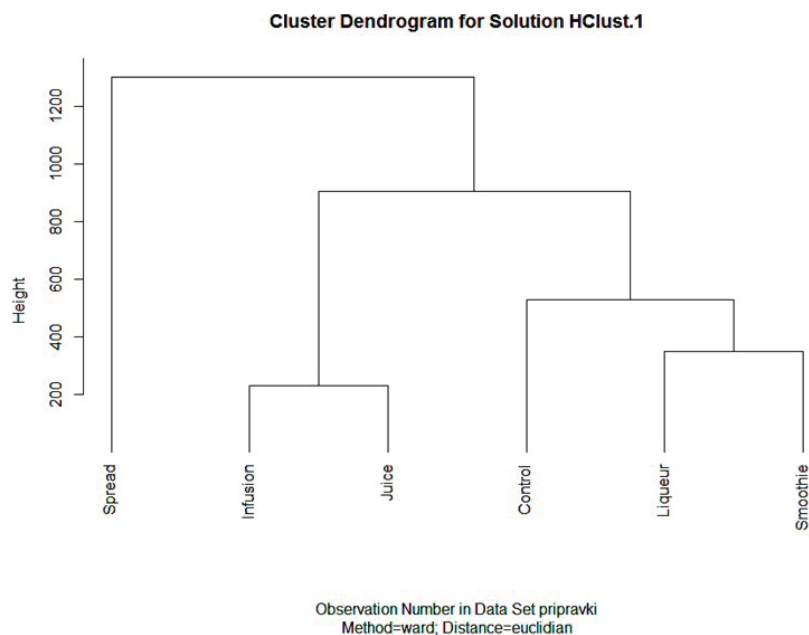 Cluster Dendrogram for Solution HClust.1
Height
1200
1000
800
600
400
200
Spread
Infusion
Juice
Control
Liqueur
Smoothie
Observation Number in Data Set pripravki
Method=ward; Distance=euclidian